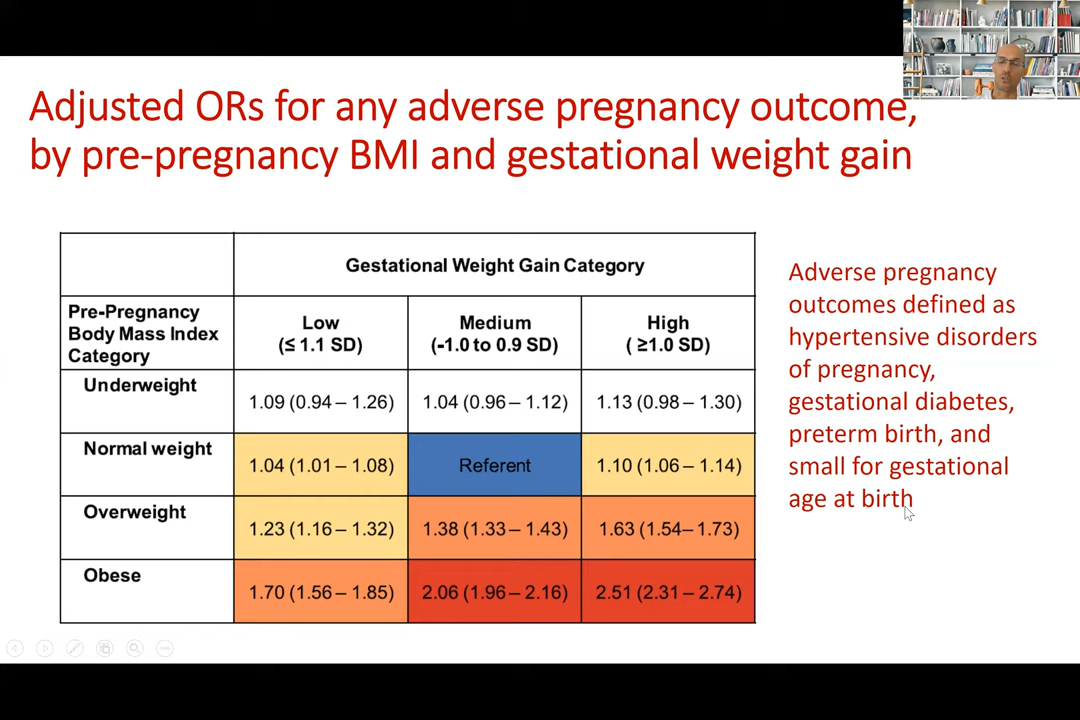 Adjusted ORs for any adverse pregnancy outcome,
by pre-pregnancy BMI and gestational weight gain
Gestational Weight Gain Category
Pre-Pregnancy
Body Mass Index
Category
Low
(≤ 1.1 SD)
Medium
(-1.0 to 0.9 SD)
High
( ≥1.0 SD)
Underweight
1.09 (0.94 – 1.26)
1.04 (0.96 – 1.12)
1.13 (0.98 – 1.30)
Normal weight
1.04 (1.01 – 1.08)
Referent
1.10 (1.06 – 1.14)
Overweight
1.23 (1.16 – 1.32)
1.38 (1.33 – 1.43)
1.63 (1.54– 1.73)
Obese
1.70 (1.56 – 1.85)
2.06 (1.96 – 2.16)
2.51 (2.31 – 2.74)
Adverse pregnancy
outcomes defined as
hypertensive disorders
of pregnancy,
gestational diabetes,
preterm birth, and
small for gestational
age at birth